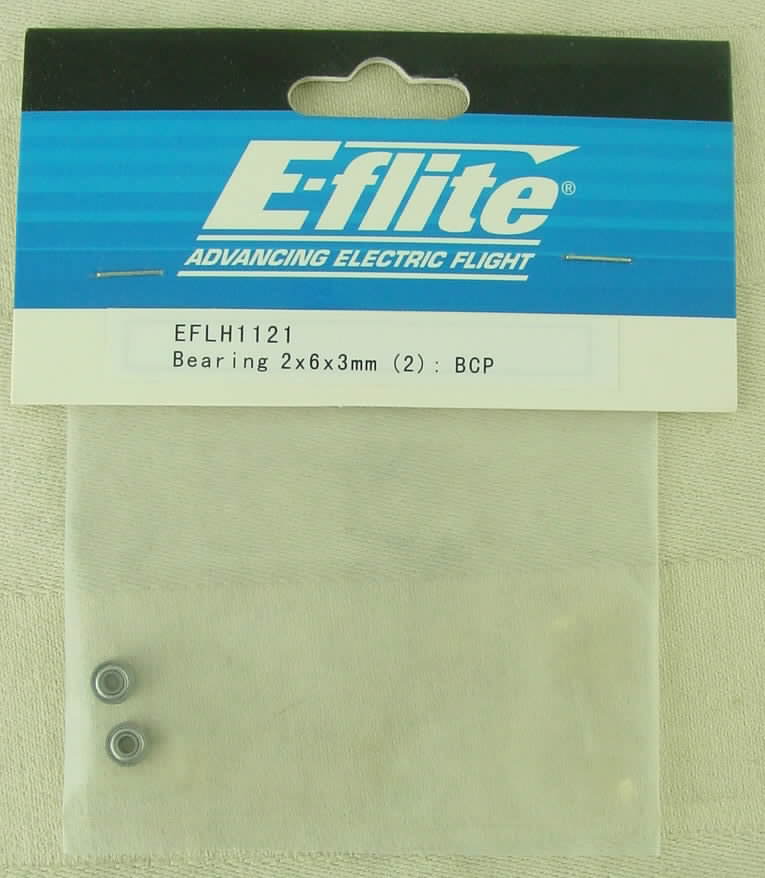 E-flite®
ADVANCING ELECTRIC FLIGHT
EFLH1121
Bearing 2x6x3mm (2): BCP